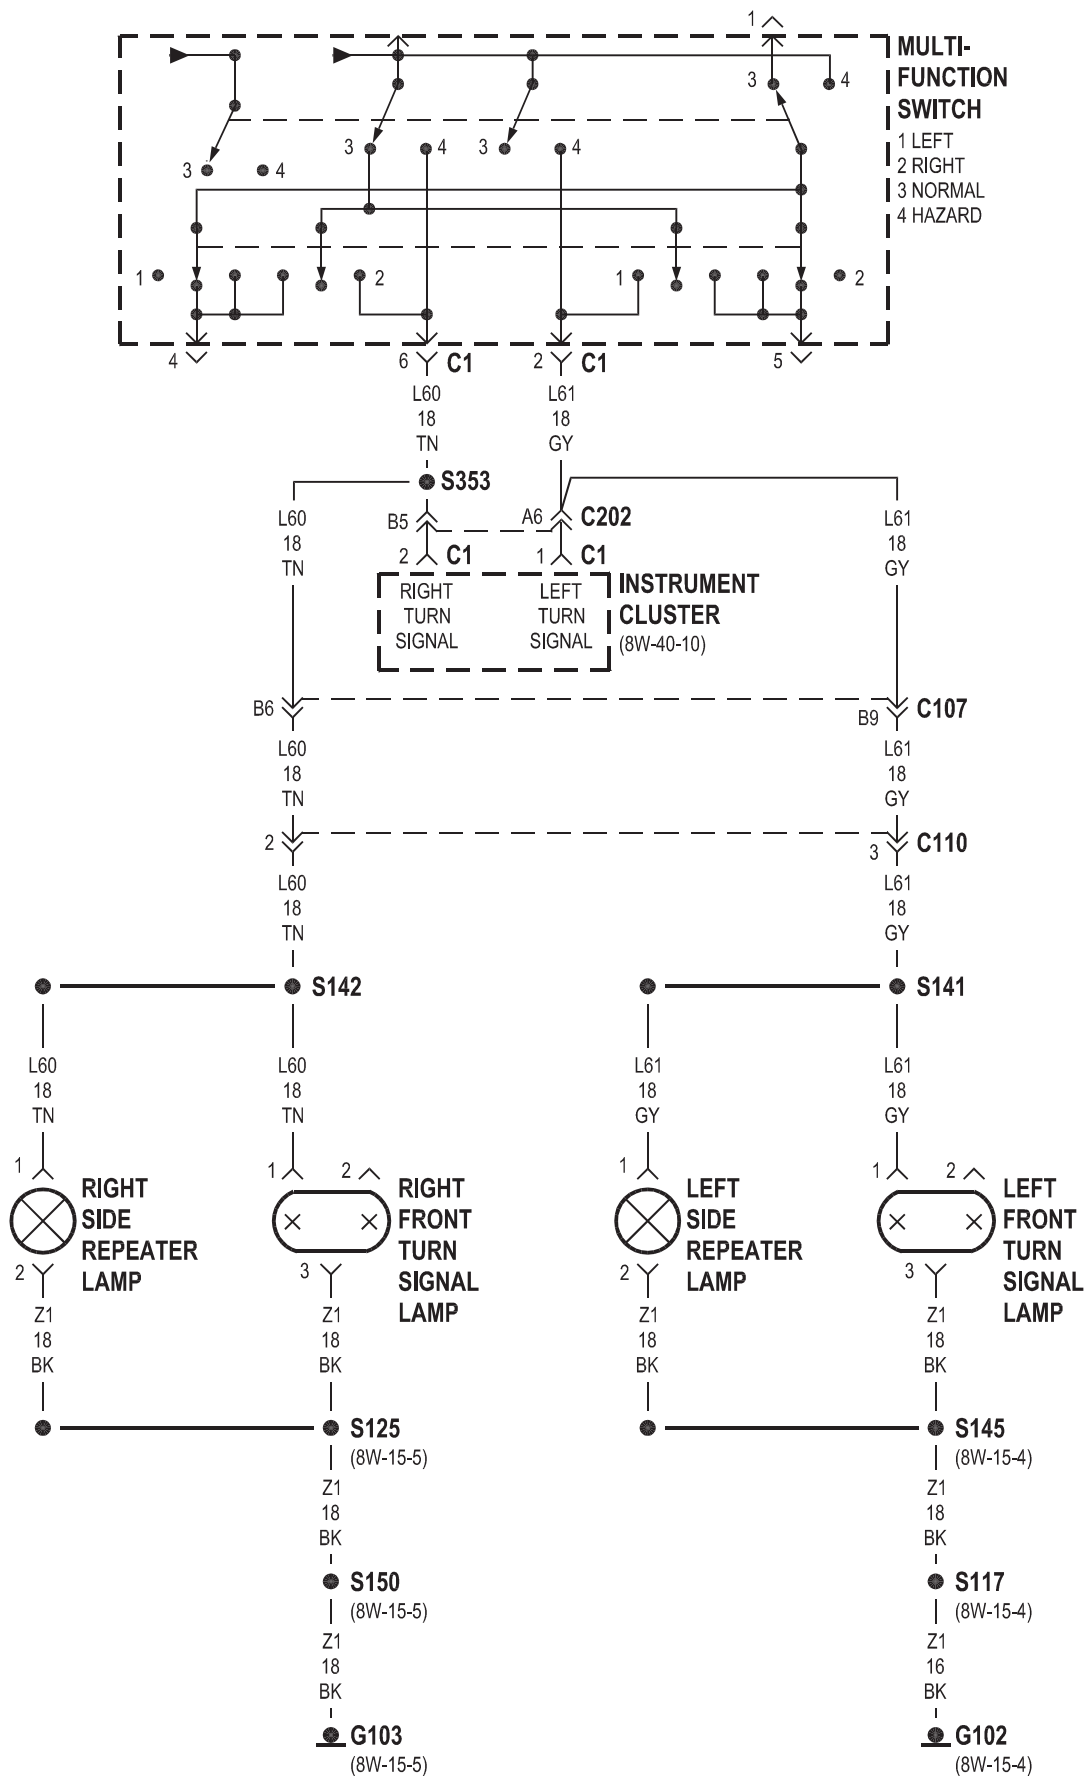 1
MULTI-
FUNCTION
SWITCH
1 LEFT
2 RIGHT
3 NORMAL
4 HAZARD
3 4
3 4 3 4
3 4
1 2 1 2
4 6 C1 2 C1 5
L60 L61
18 18
TN GY
S353
L60 B5 A6 C202 L61
18 18
TN 2 C1 1 C1 GY
RIGHT LEFT INSTRUMENT
TURN TURN CLUSTER
SIGNAL SIGNAL (8W-40-10)
B6 B9 C107
L60 L61
18 18
TN GY
2 3 C110
L60 L61
18 18
TN GY
S142 S141
L60 L60 L61 L61
18 18 18 18
TN TN GY GY
1 1 2 1 1 2
RIGHT RIGHT LEFT LEFT
SIDE FRONT SIDE FRONT
REPEATER TURN REPEATER TURN
LAMP SIGNAL LAMP SIGNAL
LAMP LAMP
2 3 2 3
Z1 Z1 Z1 Z1
18 18 18 18
BK BK BK BK
S125 S145
(8W-15-5) (8W-15-4)
Z1 Z1
18 18
BK BK
S150 S117
(8W-15-5) (8W-15-4)
Z1 Z1
18 16
BK BK
G103 G102
(8W-15-5) (8W-15-4)